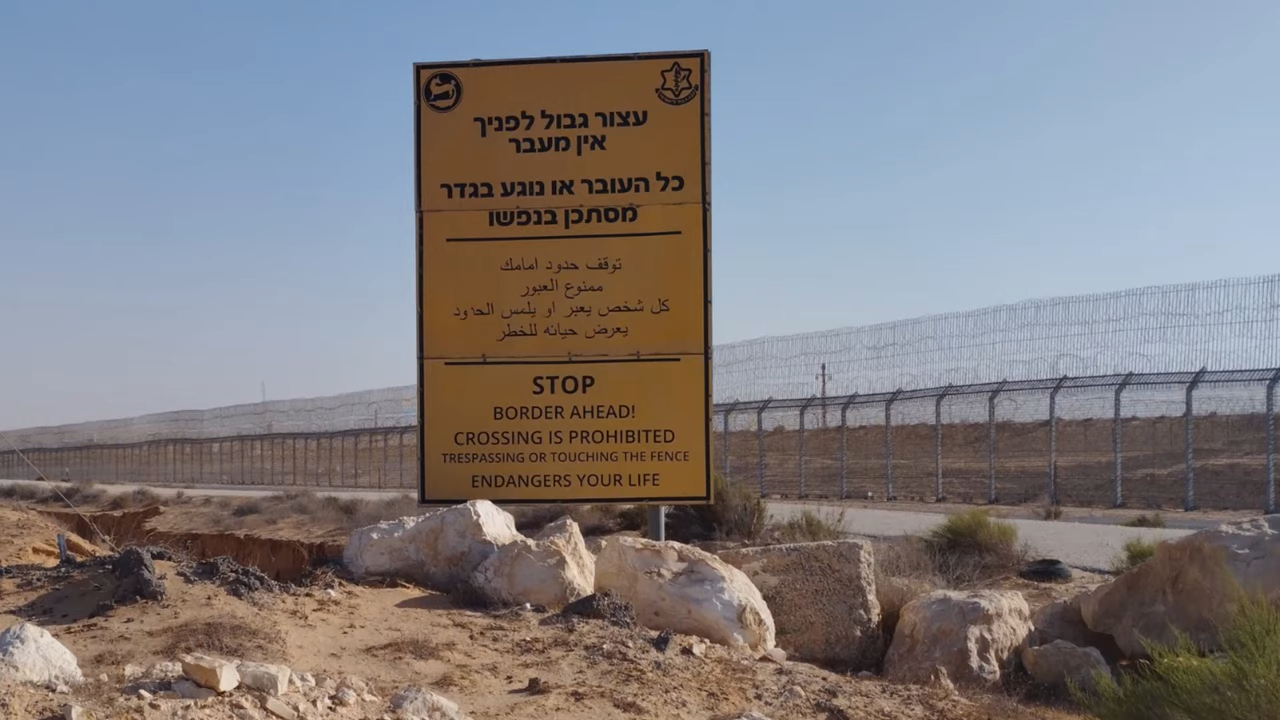 עצור גבול לפניך
אין מעבר
כל העובר או נוגע בגדר
מסתכן בנפשו
توقف حدود امامك
ممنوع العبور
كل شخص يعبر او يلمس الحدود
يعرض حياته للخطر
STOP
BORDER AHEAD!
CROSSING IS PROHIBITED
TRESPASSING OR TOUCHING THE FENCE
ENDANGERS YOUR LIFE